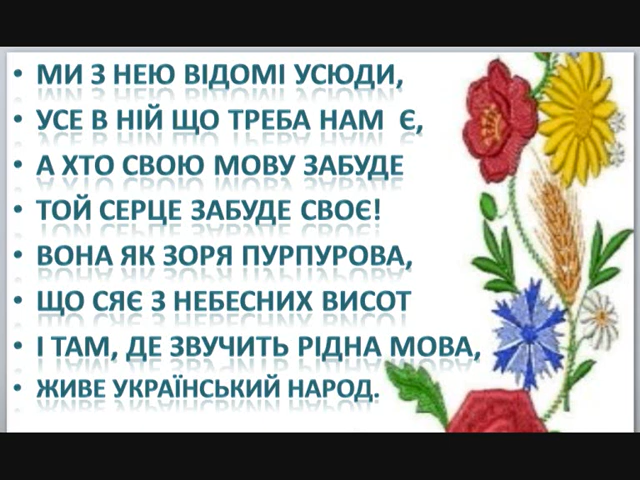 • МИ З НЕЮ ВІДОМІ УСЮДИ,
• УСЕ В НІЙ ЩО ТРЕБА НАМ Є,
• А ХТО СВОЮ МОВУ ЗАБУДЕ
• ТОЙ СЕРЦЕ ЗАБУДЕ СВОЄ!
• ВОНА ЯК ЗОРЯ ПУРПУРОВА,
• ЩО СЯЄ З НЕБЕСНИХ ВИСОТ
• І ТАМ, ДЕ ЗВУЧИТЬ РІДНА МОВА,
• ЖИВЕ УКРАЇНСЬКИЙ НАРОД.